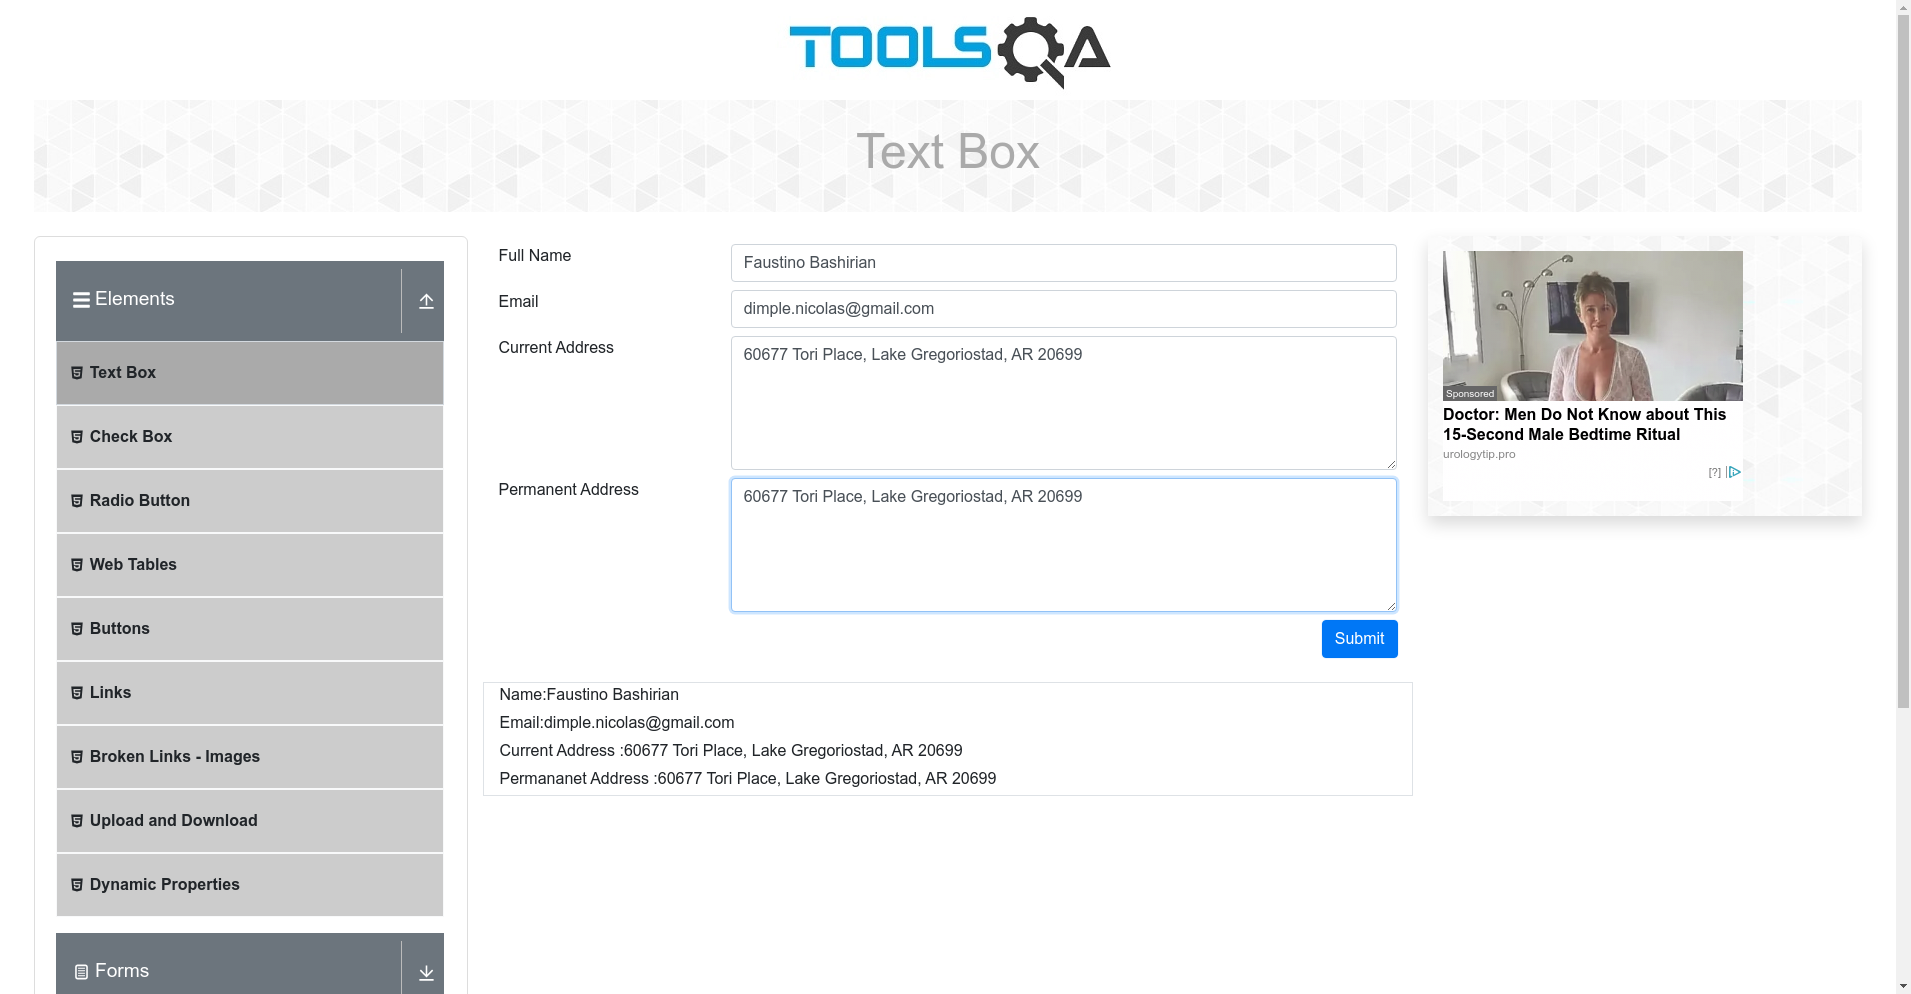 TOOLSQA
Text Box
Elements
Text Box
Check Box
Radio Button
Web Tables
Buttons
Links
Broken Links - Images
Upload and Download
Dynamic Properties
Forms
Full Name
Faustino Bashirian
Email
dimple.nicolas@gmail.com
Current Address
60677 Tori Place, Lake Gregoriostad, AR 20699
Permanent Address
60677 Tori Place, Lake Gregoriostad, AR 20699
Submit
Name:Faustino Bashirian
Email:dimple.nicolas@gmail.com
Current Address :60677 Tori Place, Lake Gregoriostad, AR 20699
Permananet Address :60677 Tori Place, Lake Gregoriostad, AR 20699
Sponsored
Doctor: Men Do Not Know about This
15-Second Male Bedtime Ritual
urologytip.pro
[?]